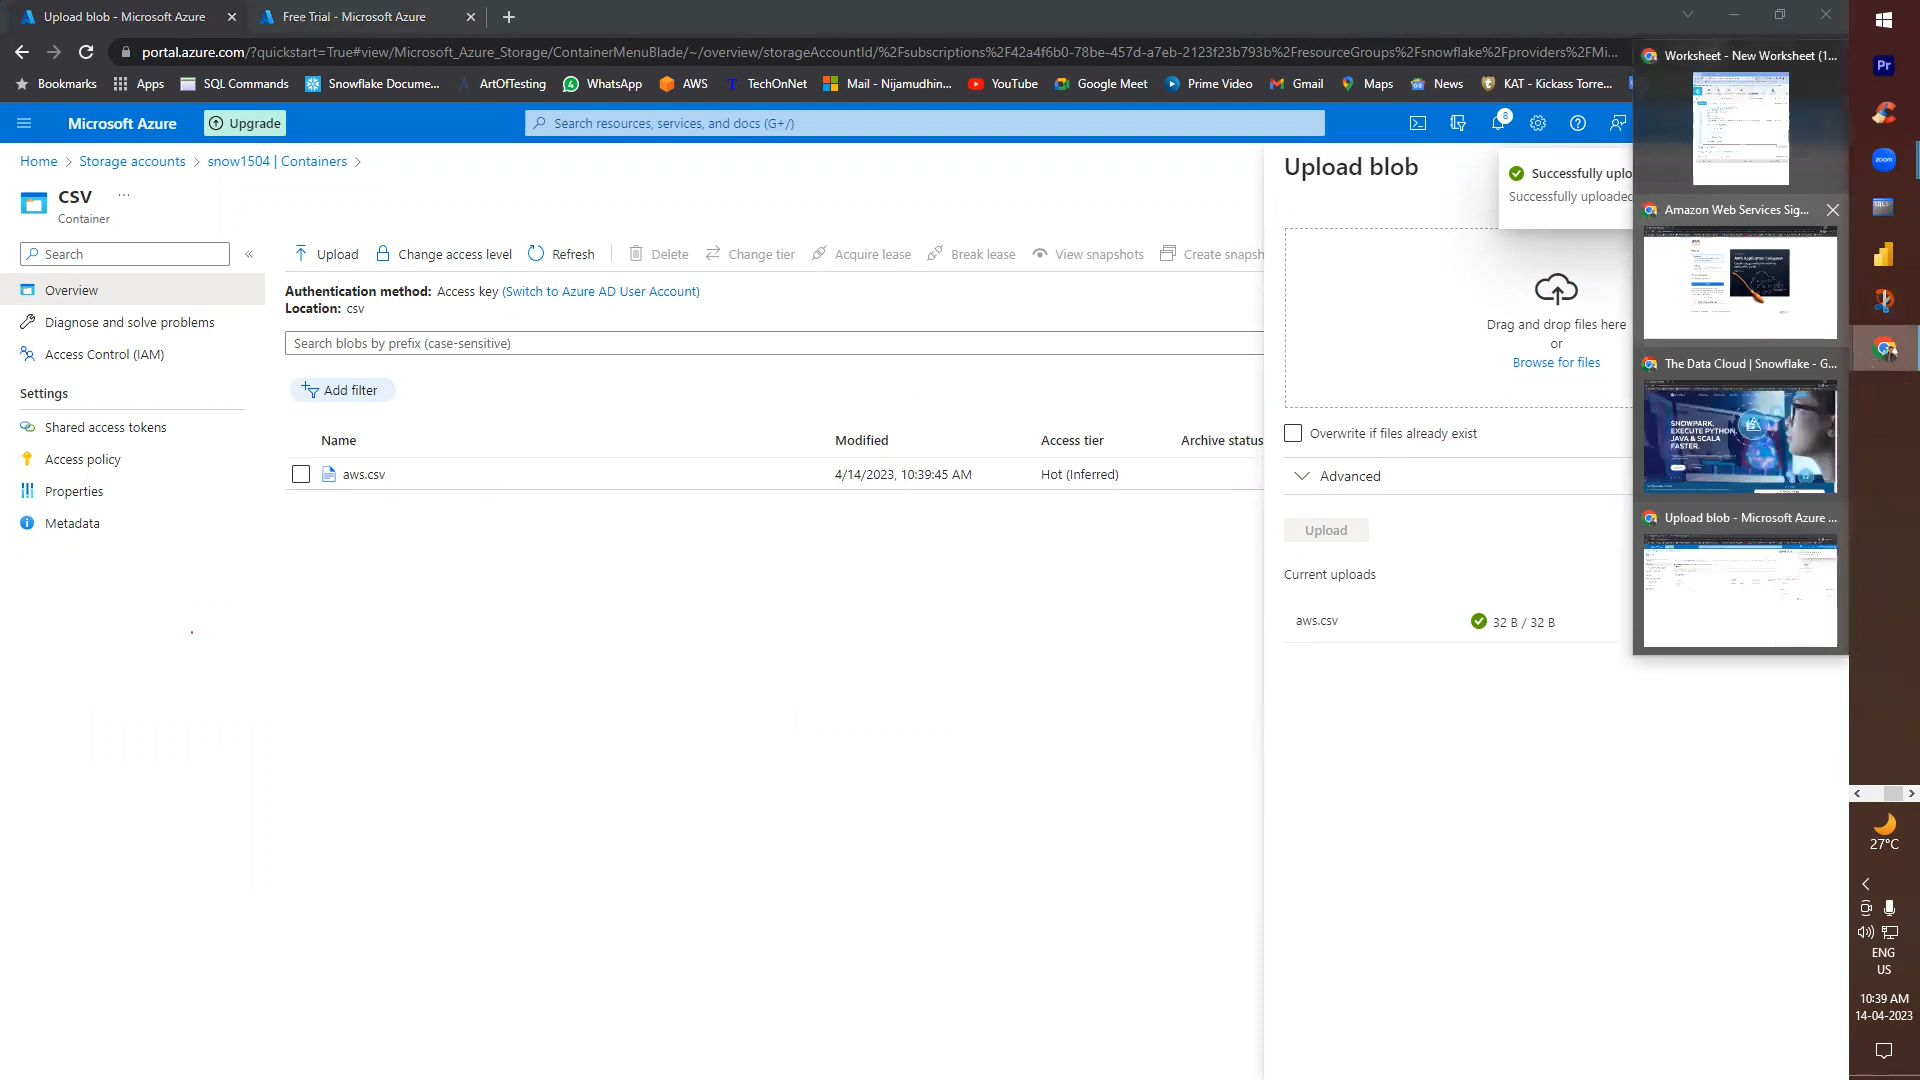 Upload blob - Microsoft Azure
Free Trial - Microsoft Azure
portal.azure.com/?quickstart=True#view/Microsoft_Azure_Storage/ContainerMenuBlade/~/overview/storageAccountId/%2Fsubscriptions%2F42a4f6b0-78be-457d-a7eb-2123f23b793b%2FresourceGroups%2Fsnowflake%2Fproviders%2FMi...
Bookmarks
Apps
SQL Commands
Snowflake Docume...
ArtOfTesting
WhatsApp
AWS
TechOnNet
Mail - Nijamudhin...
YouTube
Google Meet
Prime Video
Gmail
Maps
News
KAT - Kickass Torre...
Microsoft Azure
Upgrade
Search resources, services, and docs (G+/)
8
Home > Storage accounts > snow1504 | Containers >
CSV ...
Container
Search
«
Overview
Diagnose and solve problems
Access Control (IAM)
Settings
Shared access tokens
Access policy
Properties
Metadata
Upload
Change access level
Refresh
Delete
Change tier
Acquire lease
Break lease
View snapshots
Create snapsh
Authentication method: Access key (Switch to Azure AD User Account)
Location: csv
Search blobs by prefix (case-sensitive)
Add filter
Name Modified Access tier Archive status
aws.csv 4/14/2023, 10:39:45 AM Hot (Inferred)
Upload blob
Successfully uplo
Successfully uploaded
Drag and drop files here
or
Browse for files
Overwrite if files already exist
Advanced
Upload
Current uploads
aws.csv 32 B / 32 B
Worksheet - New Worksheet (1...
Amazon Web Services Sig...
The Data Cloud | Snowflake - G...
SNOWPARK.
EXECUTE PYTHON,
JAVA & SCALA
FASTER.
Upload blob - Microsoft Azure ...
Pr
zoom
27°C
ENG
US
10:39 AM
14-04-2023